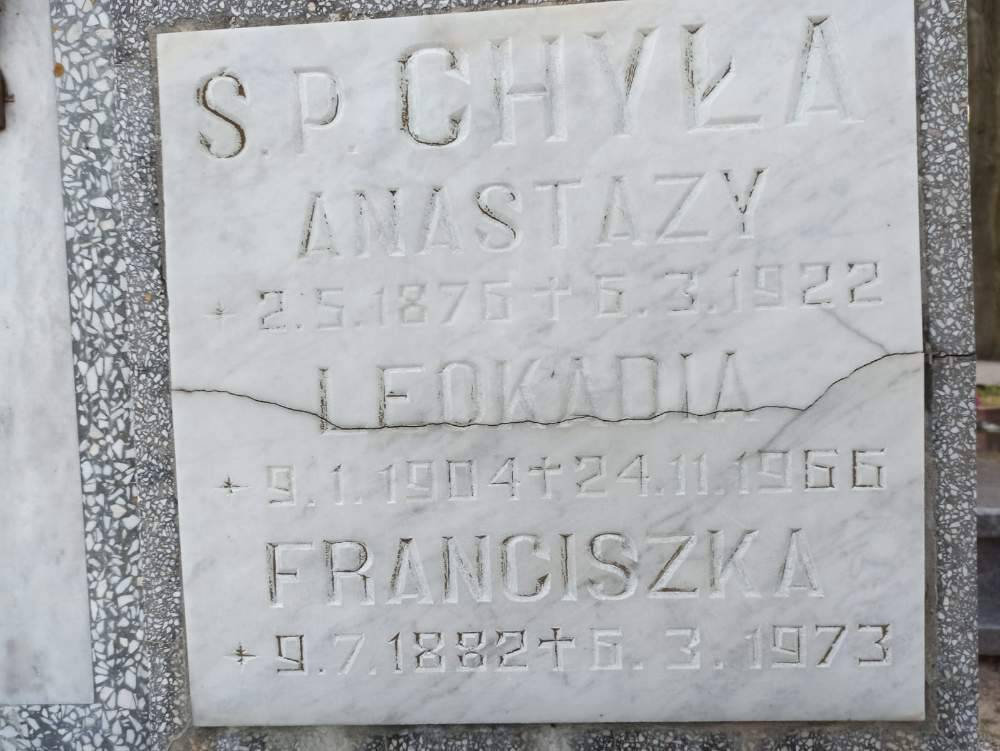 S.P. CHYŁA
ANASTAZY
* 2.5.1876 ✝ 6.3.1922
LEOKADIA
* 9.1.1904 ✝ 24.11.1966
FRANCISZKA
* 9.7.1882 ✝ 6.3.1973